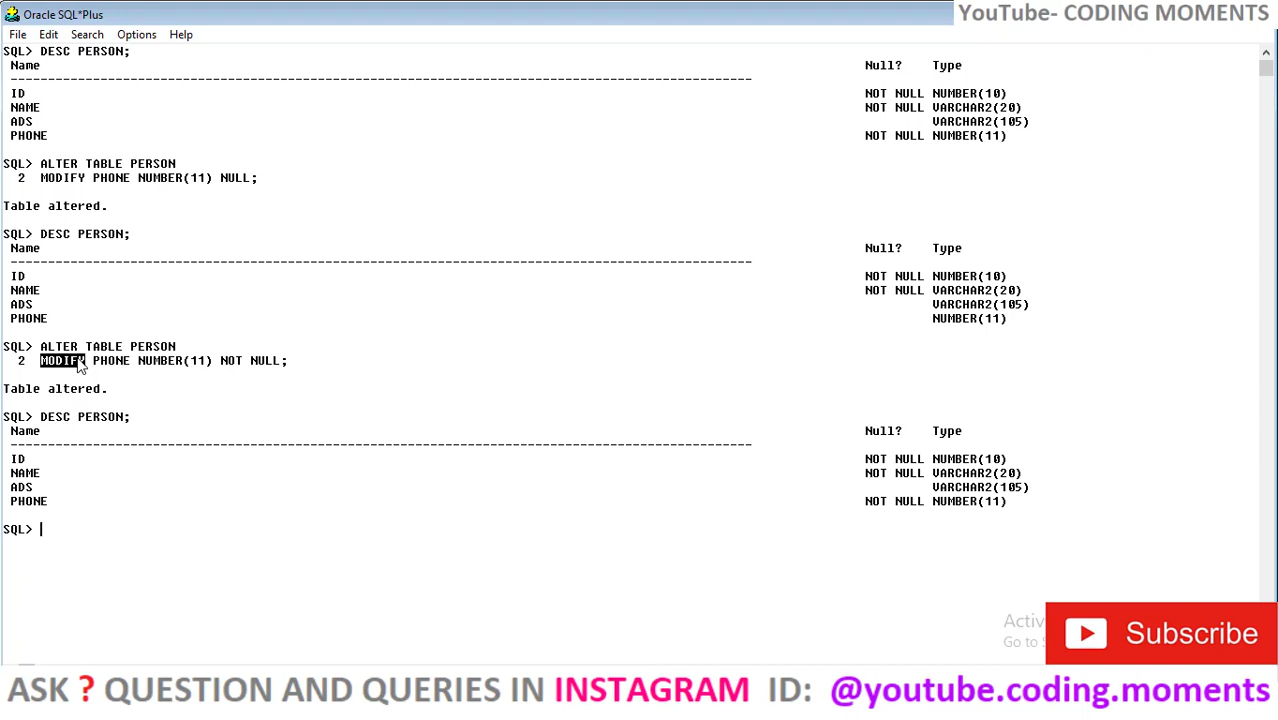 Oracle SQL*Plus
YouTube- CODING MOMENTS
File Edit Search Options Help
SQL> DESC PERSON;
Name Null? Type
----------------------------------------------------------------------------------------------------
ID NOT NULL NUMBER(10)
NAME NOT NULL VARCHAR2(20)
ADS VARCHAR2(105)
PHONE NOT NULL NUMBER(11)
SQL> ALTER TABLE PERSON
2 MODIFY PHONE NUMBER(11) NULL;
Table altered.
SQL> DESC PERSON;
Name Null? Type
----------------------------------------------------------------------------------------------------
ID NOT NULL NUMBER(10)
NAME NOT NULL VARCHAR2(20)
ADS VARCHAR2(105)
PHONE NUMBER(11)
SQL> ALTER TABLE PERSON
2 MODIFY PHONE NUMBER(11) NOT NULL;
Table altered.
SQL> DESC PERSON;
Name Null? Type
----------------------------------------------------------------------------------------------------
ID NOT NULL NUMBER(10)
NAME NOT NULL VARCHAR2(20)
ADS VARCHAR2(105)
PHONE NOT NULL NUMBER(11)
SQL>
Go to
Subscribe
ASK ? QUESTION AND QUERIES IN INSTAGRAM ID: @youtube.coding.moments